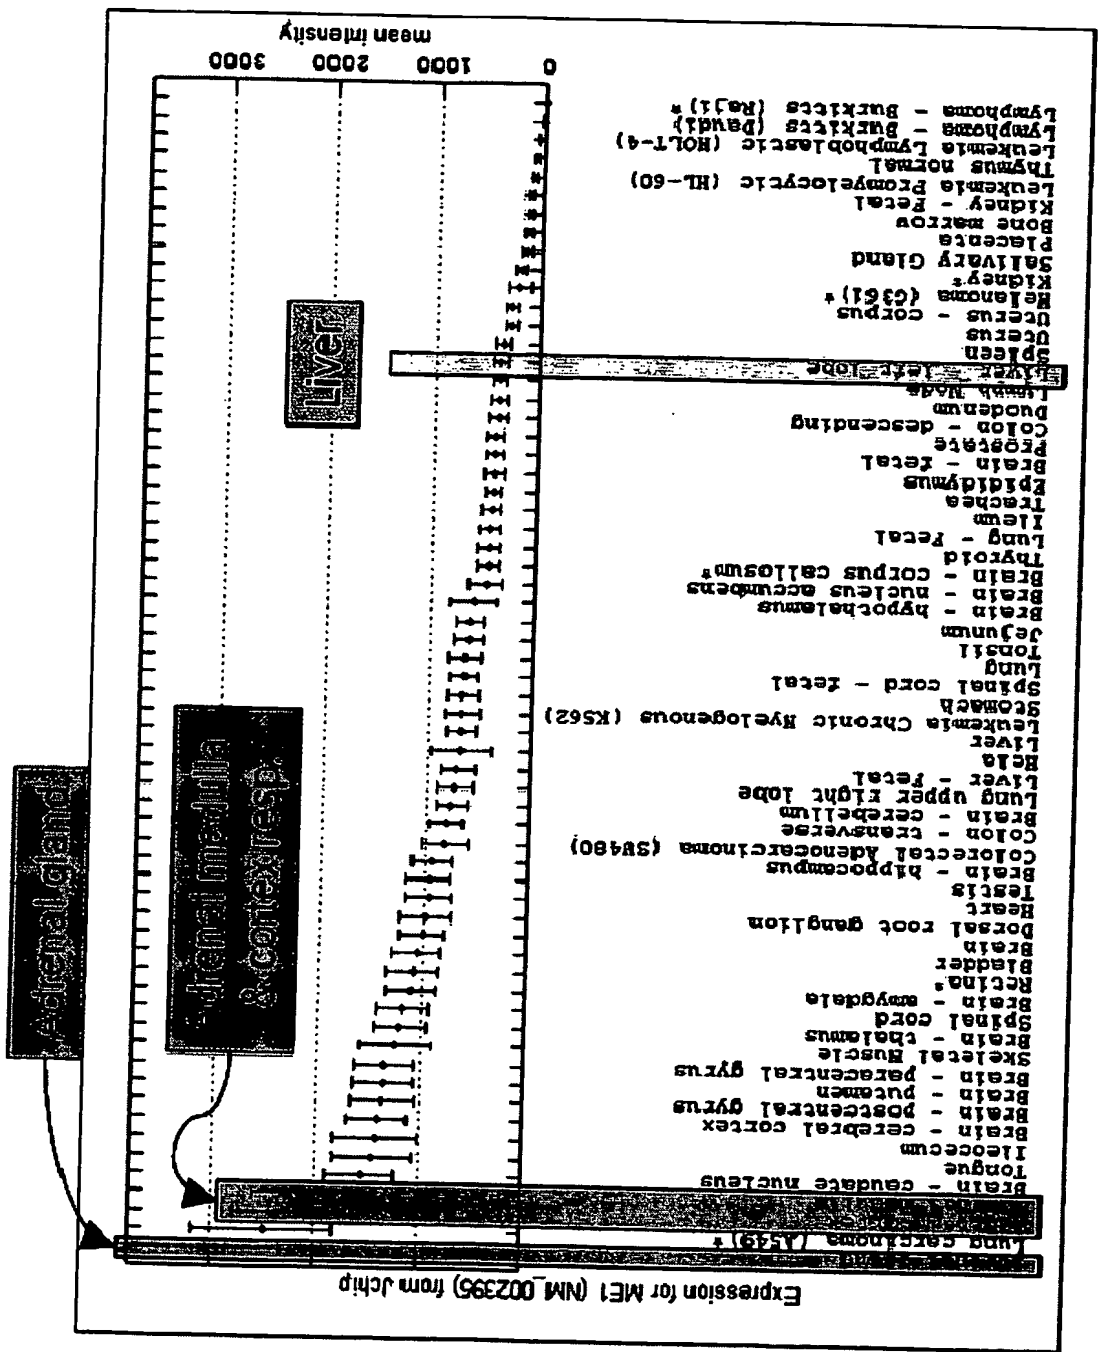 Expression for ME1 (NM_002395) from Jchip
Lung carcinoma (A549)*
Brain - caudate nucleus
Tongue
Ileocecum
Brain - cerebral cortex
Brain - postcentral gyrus
Brain - putamen
Brain - paracentral gyrus
Skeletal Muscle
Brain - thalamus
Spinal cord
Brain - amygdala
Retina*
Bladder
Brain
Dorsal root ganglion
Heart
Testis
Brain - hippocampus
Colorectal Adenocarcinoma (SW480)
Colon - transverse
Brain - cerebellum
Lung upper right lobe
Liver - Fetal
Hela
Liver
Leukemia Chronic Myelogenous (K562)
Stomach
Spinal cord - fetal
Lung
Tonsil
Jejunum
Brain - hypothalamus
Brain - nucleus accumbens
Brain - corpus callosum*
Thyroid
Lung - Fetal
Ileum
Trachea
Epididymus
Brain - fetal
Prostate
Colon - descending
Duodenum
Lymph Node
Liver - left lobe
Spleen
Uterus
Uterus - corpus
Melanoma (G361)*
Kidney*
Salivary Gland
Placenta
Bone marrow
Kidney - Fetal
Leukemia Promyelocytic (HL-60)
Thymus normal
Leukemia Lymphoblastic (MOLT-4)
Lymphoma - Burkitts (Daudi)
Lymphoma - Burkitts (Raji)*
0 1000 2000 3000
mean intensity
Adrenal gland
Adrenal medulla
& cortex resp.
Liver